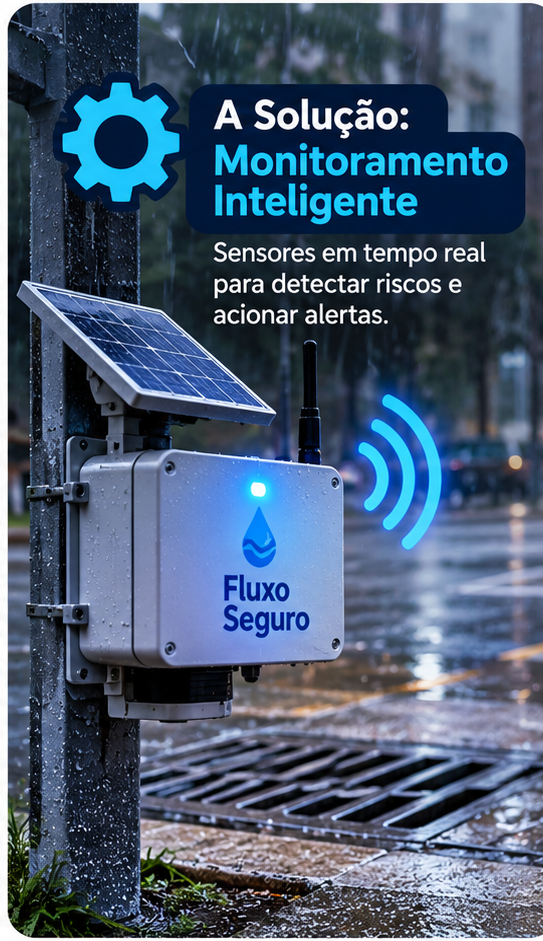 A Solução:
Monitoramento
Inteligente
Sensores em tempo real
para detectar riscos e
acionar alertas.
Fluxo
Seguro